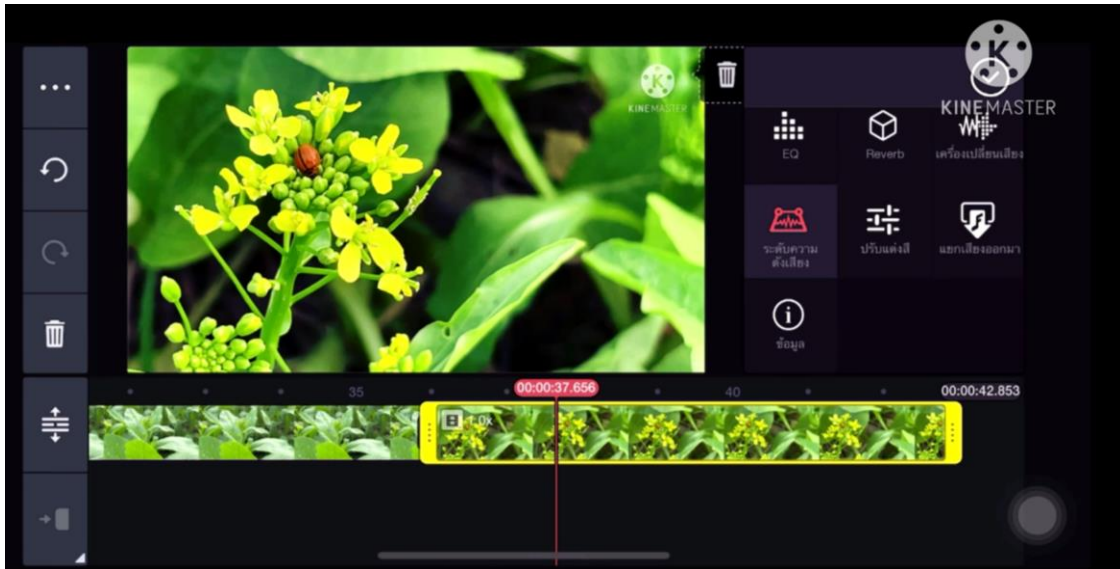 KINEMASTER
KINEMASTER
EQ
Reverb
เครื่องเปลี่ยนเสียง
ระดับความ
ดังเสียง
ปรับแต่งสี
แยกเสียงออกมา
ข้อมูล
35
00:00:37.656
40
00:00:42.853
1.0x